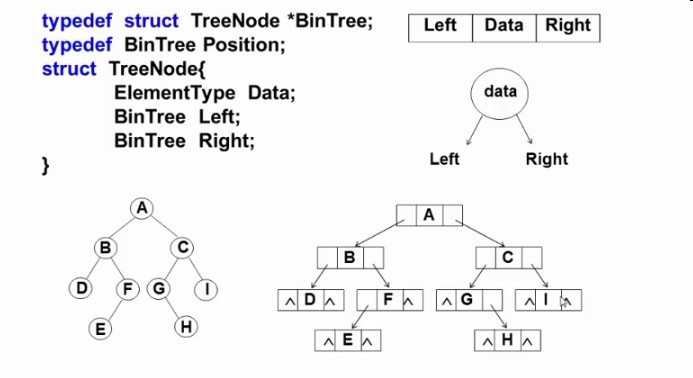 typedef struct TreeNode *BinTree;
typedef BinTree Position;
struct TreeNode{
ElementType Data;
BinTree Left;
BinTree Right;
}
Left Data Right
data
Left Right
A
B C
D F G I
E H
A
B C
^ D ^ F ^ ^ G ^ I ^
^ E ^ ^ H ^